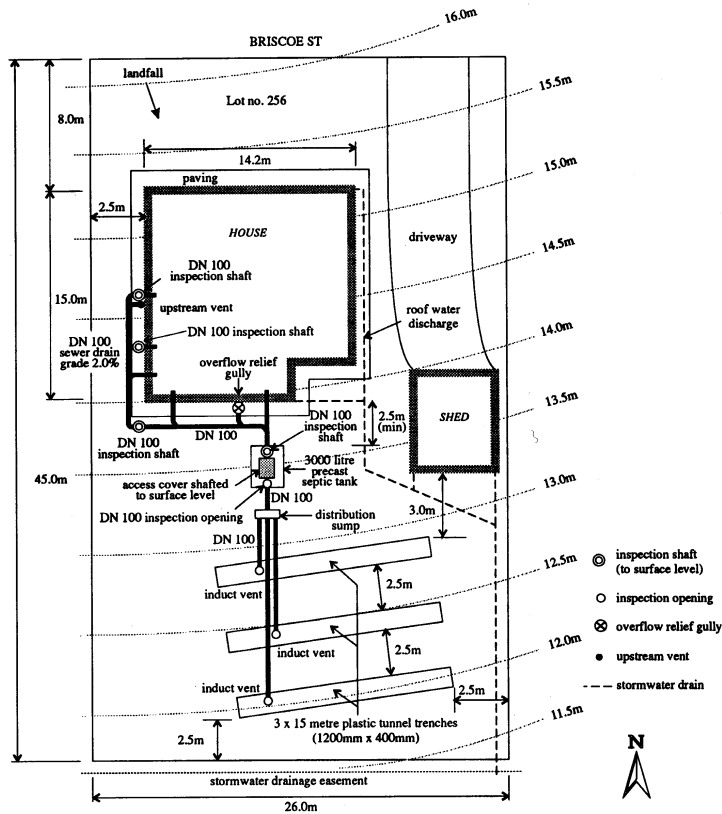 16.0m
BRISCOE ST
landfall
Lot no. 256
15.5m
8.0m
14.2m
15.0m
paving
2.5m
HOUSE
driveway
14.5m
DN 100
inspection shaft
15.0m
upstream vent
roof water
discharge
DN 100
sewer drain
grade 2.0%
DN 100 inspection shaft
14.0m
overflow relief
gully
13.5m
DN 100
inspection
shaft
2.5m
(min)
SHED
DN 100
DN 100
inspection shaft
3000 litre
precast
septic tank
45.0m
access cover shafted
to surface level
DN 100
13.0m
DN 100 inspection opening
distribution
sump
3.0m
DN 100
12.5m
inspection shaft
(to surface level)
induct vent
2.5m
inspection opening
overflow relief gully
induct vent
2.5m
12.0m
upstream vent
induct vent
2.5m
stormwater drain
11.5m
3 x 15 metre plastic tunnel trenches
(1200mm x 400mm)
2.5m
N
stormwater drainage easement
26.0m